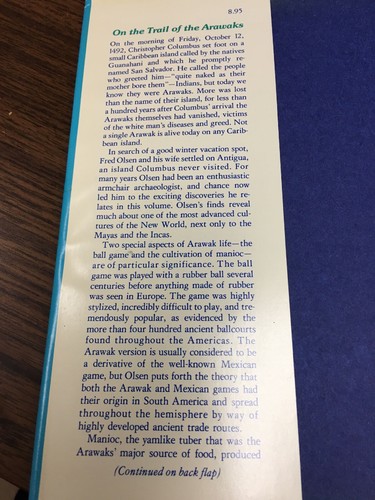 8.95
On the Trail of the Arawaks
On the morning of Friday, October 12,
1492, Christopher Columbus set foot on a
small Caribbean island called by the natives
Guanahani and which he promptly re-
named San Salvador. He called the people
who greeted him—"quite naked as their
mother bore them"—Indians, but today we
know they were Arawaks. More was lost
than the name of their island, for less than
a hundred years after Columbus' arrival the
Arawaks themselves had vanished, victims
of the white man's diseases and greed. Not
a single Arawak is alive today on any Carib-
bean island.
In search of a good winter vacation spot,
Fred Olsen and his wife settled on Antigua,
an island Columbus never visited. For
many years Olsen had been an enthusiastic
armchair archaeologist, and chance now
led him to the exciting discoveries he re-
lates in this volume. Olsen's finds reveal
much about one of the most advanced cul-
tures of the New World, next only to the
Mayas and the Incas.
Two special aspects of Arawak life—the
ball game and the cultivation of manioc—
are of particular significance. The ball
game was played with a rubber ball several
centuries before anything made of rubber
was seen in Europe. The game was highly
stylized, incredibly difficult to play, and tre-
mendously popular, as evidenced by the
more than four hundred ancient ballcourts
found throughout the Americas. The
Arawak version is usually considered to be
a derivative of the well-known Mexican
game, but Olsen puts forth the theory that
both the Arawak and Mexican games had
their origin in South America and spread
throughout the hemisphere by way of
highly developed ancient trade routes.
Manioc, the yamlike tuber that was the
Arawaks' major source of food, produced
(Continued on back flap)